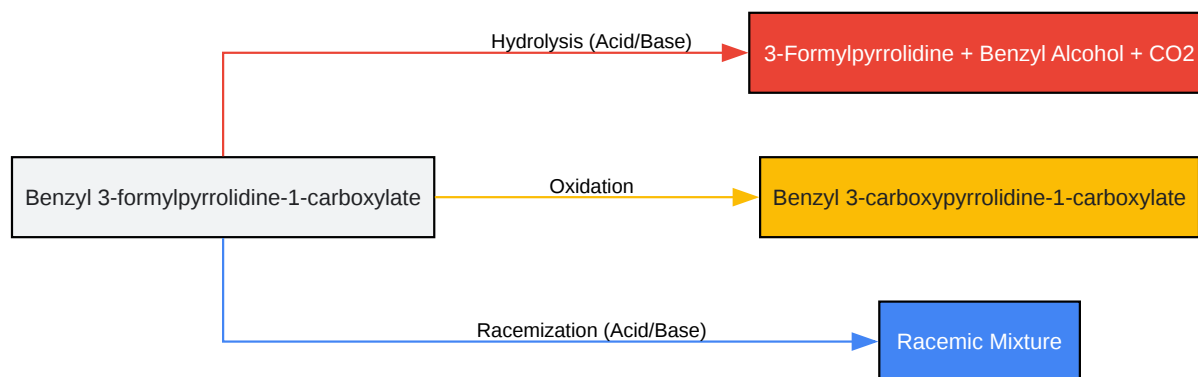 Hydrolysis (Acid/Base)
3-Formylpyrrolidine + Benzyl Alcohol + CO2
Benzyl 3-formylpyrrolidine-1-carboxylate
Oxidation
Benzyl 3-carboxypyrrolidine-1-carboxylate
Racemization (Acid/Base)
Racemic Mixture